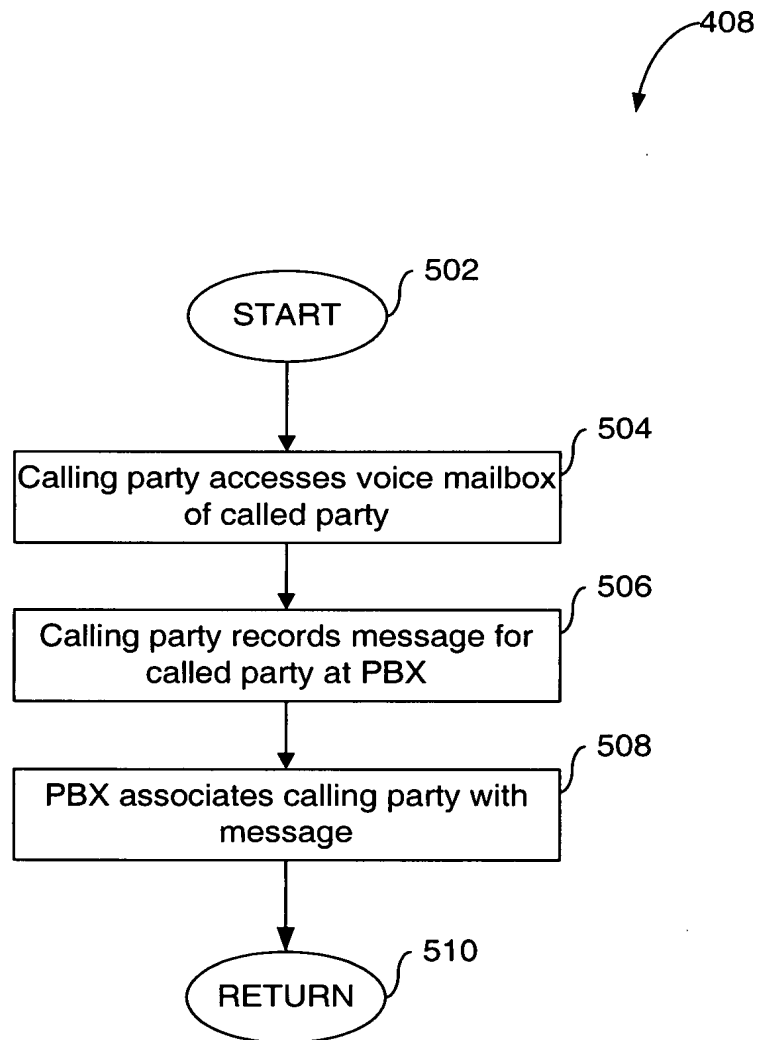 408
502
START
504
Calling party accesses voice mailbox
of called party
506
Calling party records message for
called party at PBX
508
PBX associates calling party with
message
510
RETURN